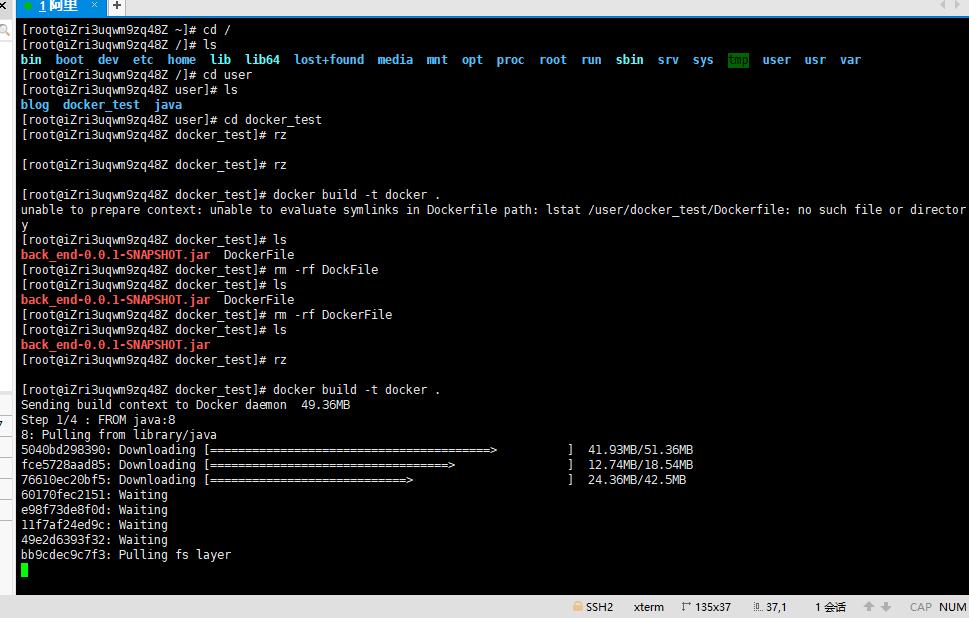 1 阿里 × +
[root@iZri3uqwm9zq48Z ~]# cd /
[root@iZri3uqwm9zq48Z /]# ls
bin boot dev etc home lib lib64 lost+found media mnt opt proc root run sbin srv sys tmp user usr var
[root@iZri3uqwm9zq48Z /]# cd user
[root@iZri3uqwm9zq48Z user]# ls
blog docker_test java
[root@iZri3uqwm9zq48Z user]# cd docker_test
[root@iZri3uqwm9zq48Z docker_test]# rz
[root@iZri3uqwm9zq48Z docker_test]# rz
[root@iZri3uqwm9zq48Z docker_test]# docker build -t docker .
unable to prepare context: unable to evaluate symlinks in Dockerfile path: lstat /user/docker_test/Dockerfile: no such file or director
y
[root@iZri3uqwm9zq48Z docker_test]# ls
back_end-0.0.1-SNAPSHOT.jar DockerFile
[root@iZri3uqwm9zq48Z docker_test]# rm -rf DockFile
[root@iZri3uqwm9zq48Z docker_test]# ls
back_end-0.0.1-SNAPSHOT.jar DockerFile
[root@iZri3uqwm9zq48Z docker_test]# rm -rf DockerFile
[root@iZri3uqwm9zq48Z docker_test]# ls
back_end-0.0.1-SNAPSHOT.jar
[root@iZri3uqwm9zq48Z docker_test]# rz
[root@iZri3uqwm9zq48Z docker_test]# docker build -t docker .
Sending build context to Docker daemon 49.36MB
Step 1/4 : FROM java:8
8: Pulling from library/java
5040bd298390: Downloading [========================================> ] 41.93MB/51.36MB
fce5728aad85: Downloading [==================================> ] 12.74MB/18.54MB
76610ec20bf5: Downloading [============================> ] 24.36MB/42.5MB
60170fec2151: Waiting
e98f73de8f0d: Waiting
11f7af24ed9c: Waiting
49e2d6393f32: Waiting
bb9cdec9c7f3: Pulling fs layer
SSH2 xterm 135x37 37,1 1 会话 CAP NUM